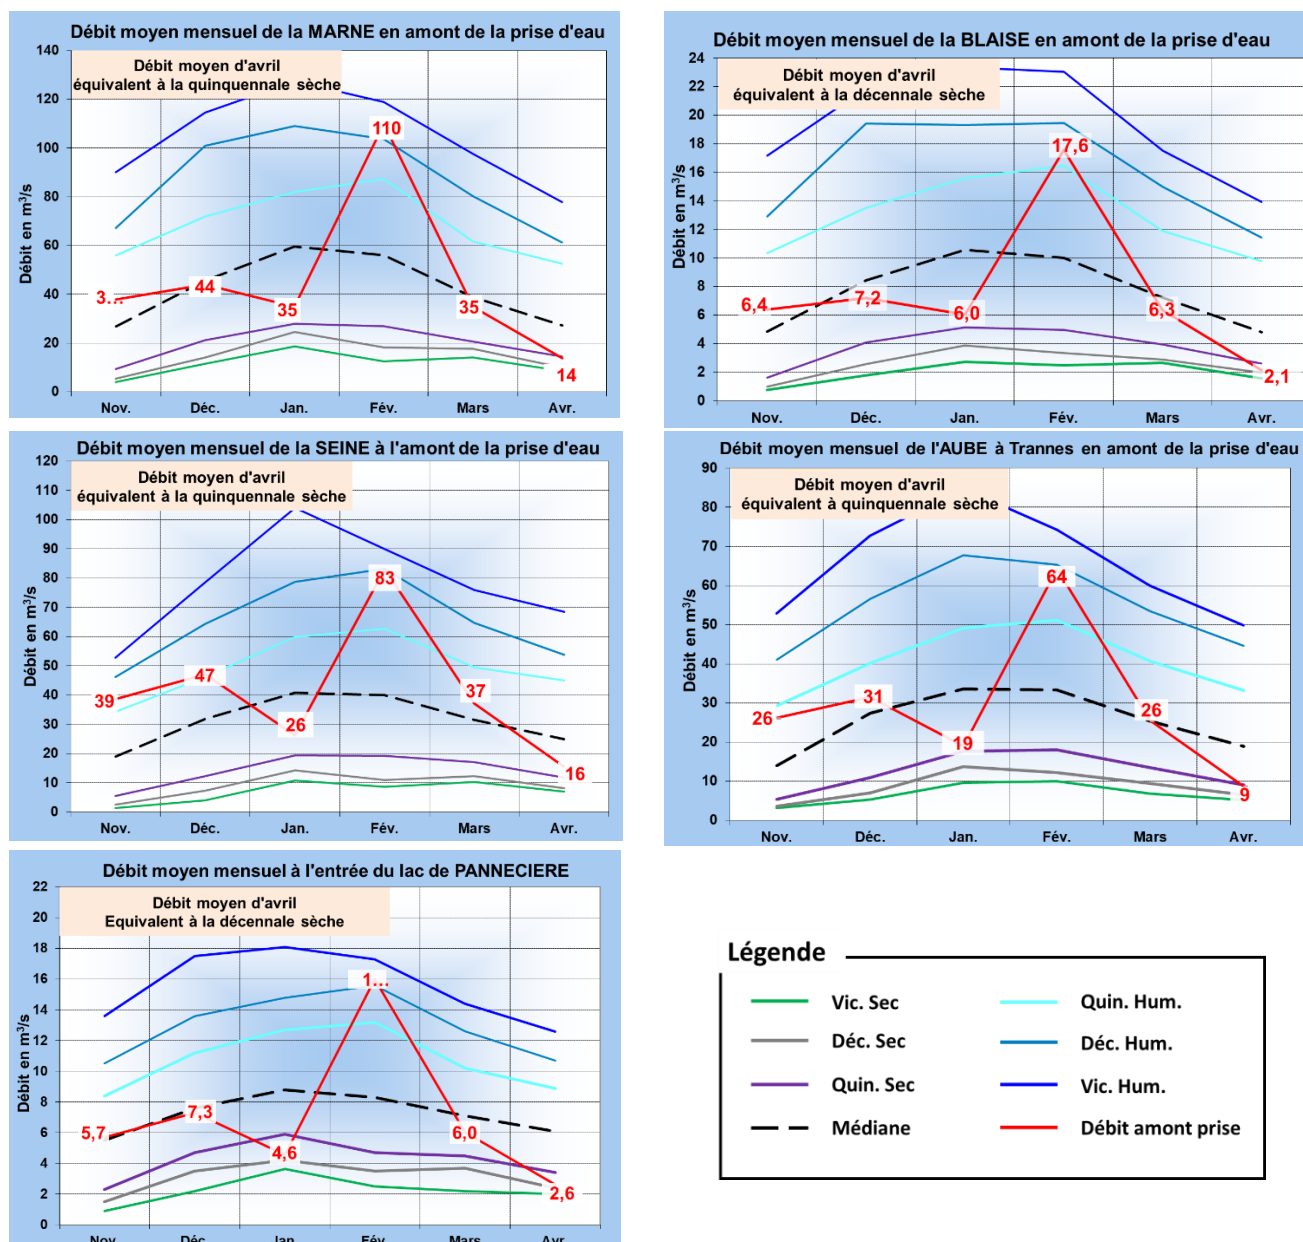 Débit moyen mensuel de la MARNE en amont de la prise d'eau
Débit moyen d'avril
équivalent à la quinquennale sèche
Débit en m³/s
140
120
100
80
60
40
20
0
3...
44
35
110
35
14
Nov. Déc. Jan. Fév. Mars Avr.
Débit moyen mensuel de la BLAISE en amont de la prise d'eau
Débit moyen d'avril
équivalent à la décennale sèche
Débit en m³/s
24
22
20
18
16
14
12
10
8
6
4
2
0
6,4
7,2
6,0
17,6
6,3
2,1
Nov. Déc. Jan. Fév. Mars Avr.
Débit moyen mensuel de la SEINE à l'amont de la prise d'eau
Débit moyen d'avril
équivalent à la quinquennale sèche
Débit en m³/s
120
110
100
90
80
70
60
50
40
30
20
10
0
39
47
26
83
37
16
Nov. Déc. Jan. Fév. Mars Avr.
Débit moyen mensuel de l'AUBE à Trannes en amont de la prise d'eau
Débit moyen d'avril
équivalent à quinquennale sèche
Débit en m³/s
90
80
70
60
50
40
30
20
10
0
26
31
19
64
26
9
Nov. Déc. Jan. Fév. Mars Avr.
Débit moyen mensuel à l'entrée du lac de PANNECIERE
Débit moyen d'avril
Equivalent à la décennale sèche
Débit en m³/s
22
20
18
16
14
12
10
8
6
4
2
0
5,7
7,3
4,6
1...
6,0
2,6
Nov. Déc. Jan. Fév. Mars Avr.
Légende
Vic. Sec
Déc. Sec
Quin. Sec
Médiane
Quin. Hum.
Déc. Hum.
Vic. Hum.
Débit amont prise